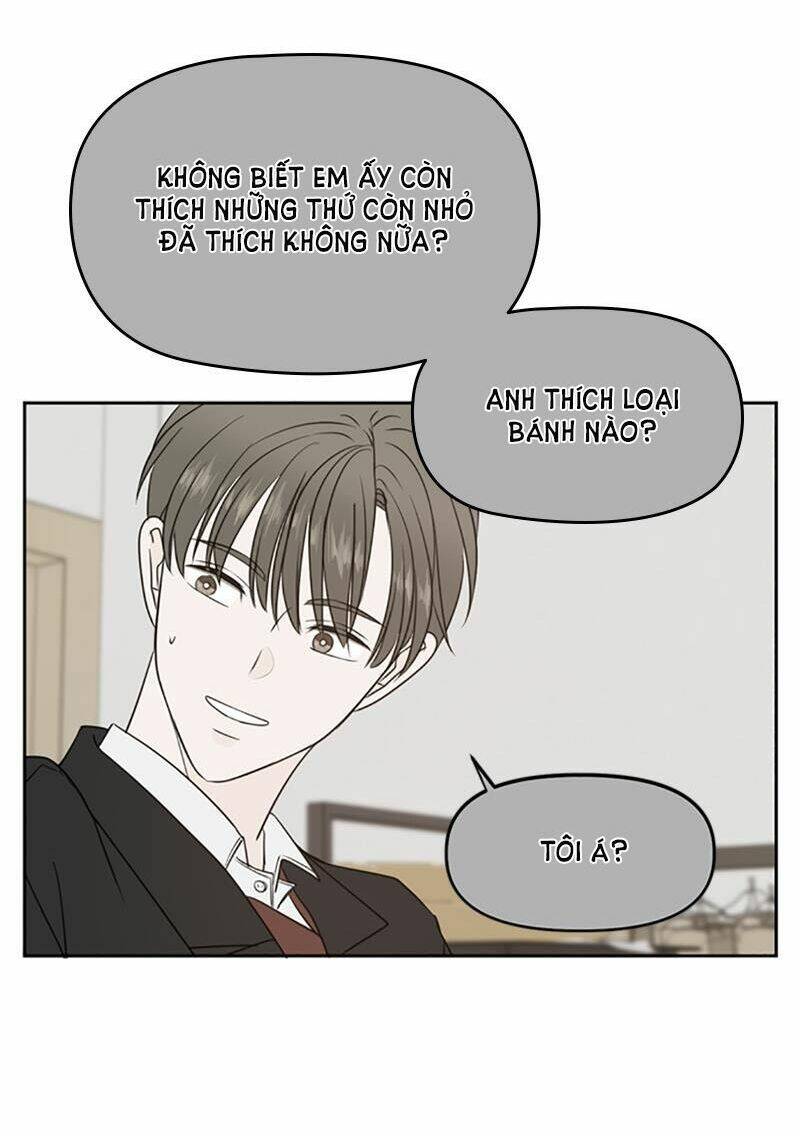 KHÔNG BIẾT EM ẤY CÒN
THÍCH NHỮNG THỨ CÒN NHỎ
ĐÃ THÍCH KHÔNG NỮA?
ANH THÍCH LOẠI
BÁNH NÀO?
TÔI Á?